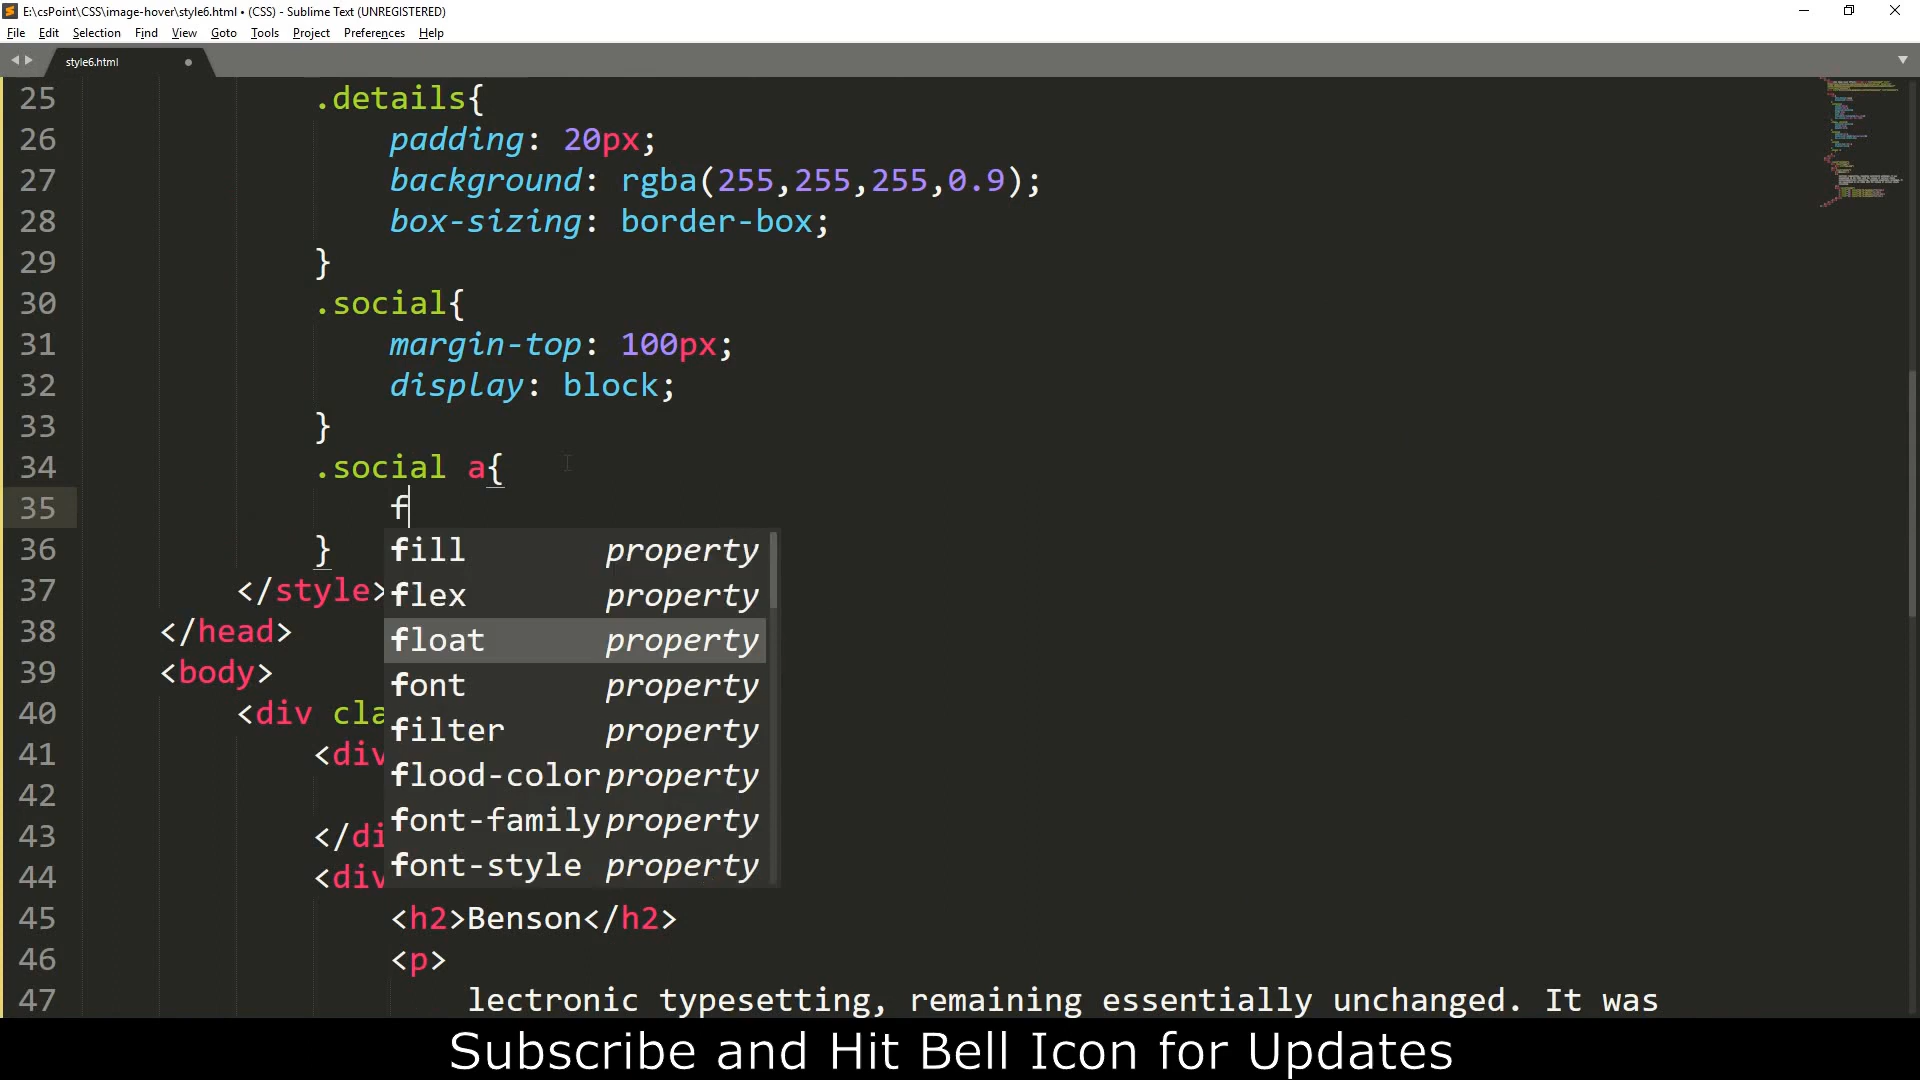 E:\csPoint\CSS\image-hover\style6.html • (CSS) - Sublime Text (UNREGISTERED)
File Edit Selection Find View Goto Tools Project Preferences Help
style6.html
25 .details{
26 padding: 20px;
27 background: rgba(255,255,255,0.9);
28 box-sizing: border-box;
29 }
30 .social{
31 margin-top: 100px;
32 display: block;
33 }
34 .social a{
35 f
36 }
37 </style>
38 </head>
39 <body>
40 <div cla
41 <div
42
43 </di
44 <div
fill property
flex property
float property
font property
filter property
flood-color property
font-family property
font-style property
45 <h2>Benson</h2>
46 <p>
47 lectronic typesetting, remaining essentially unchanged. It was
Subscribe and Hit Bell Icon for Updates